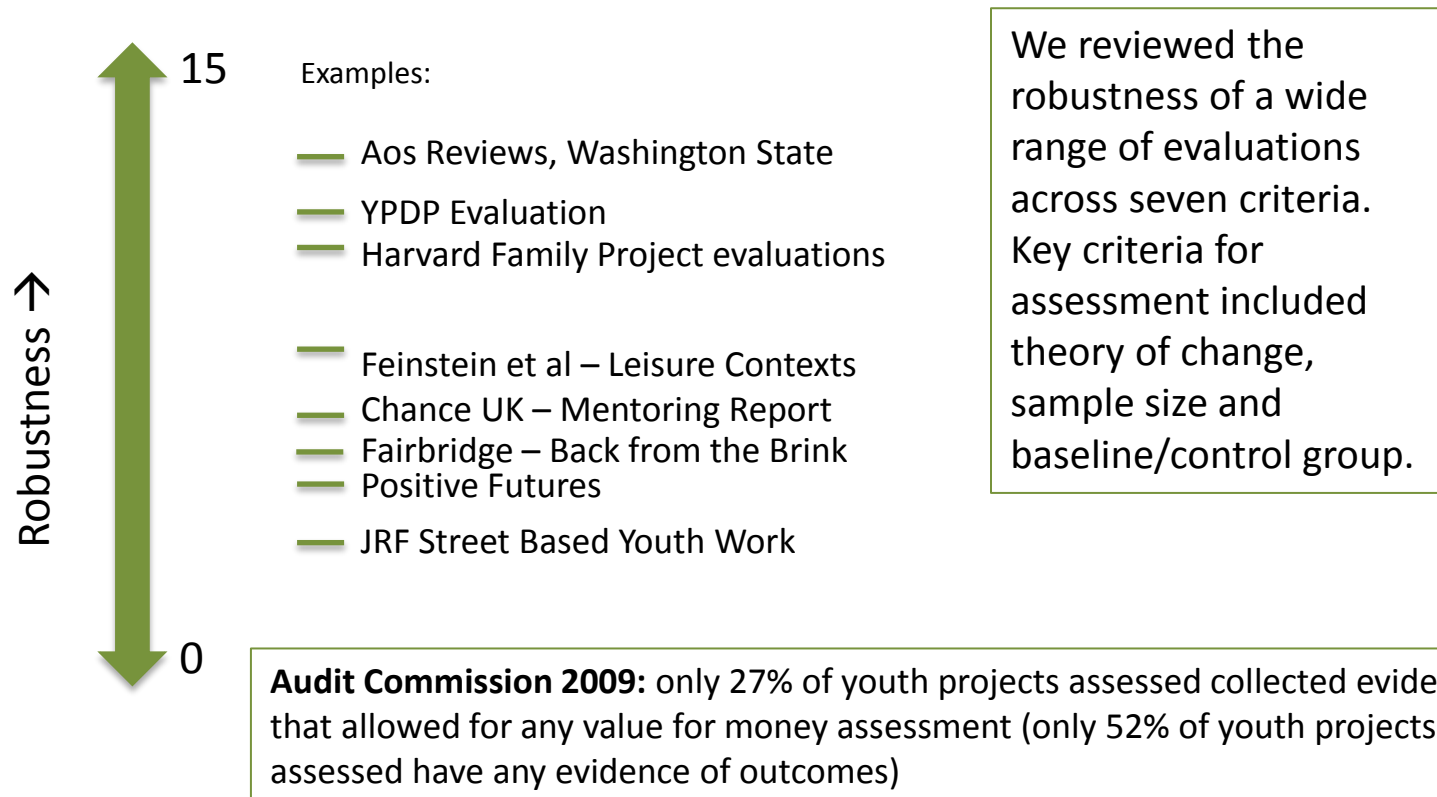 15
Examples:
Aos Reviews, Washington State
YPDP Evaluation
Harvard Family Project evaluations
Feinstein et al – Leisure Contexts
Chance UK – Mentoring Report
Fairbridge – Back from the Brink
Positive Futures
JRF Street Based Youth Work
0
Robustness →
We reviewed the
robustness of a wide
range of evaluations
across seven criteria.
Key criteria for
assessment included
theory of change,
sample size and
baseline/control group.
Audit Commission 2009: only 27% of youth projects assessed collected evide
that allowed for any value for money assessment (only 52% of youth projects
assessed have any evidence of outcomes)